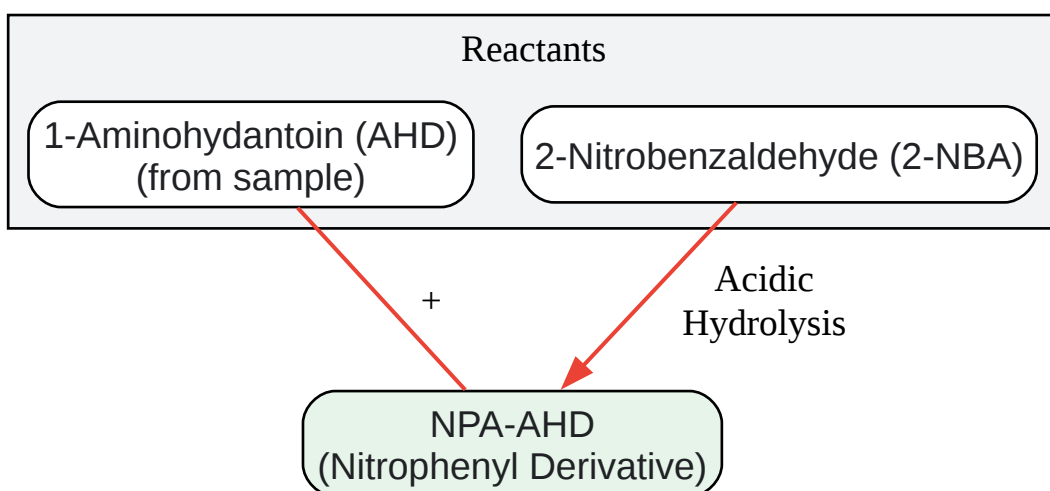 Reactants
1-Aminohydantoin (AHD)
(from sample)
2-Nitrobenzaldehyde (2-NBA)
+
Acidic
Hydrolysis
NPA-AHD
(Nitrophenyl Derivative)